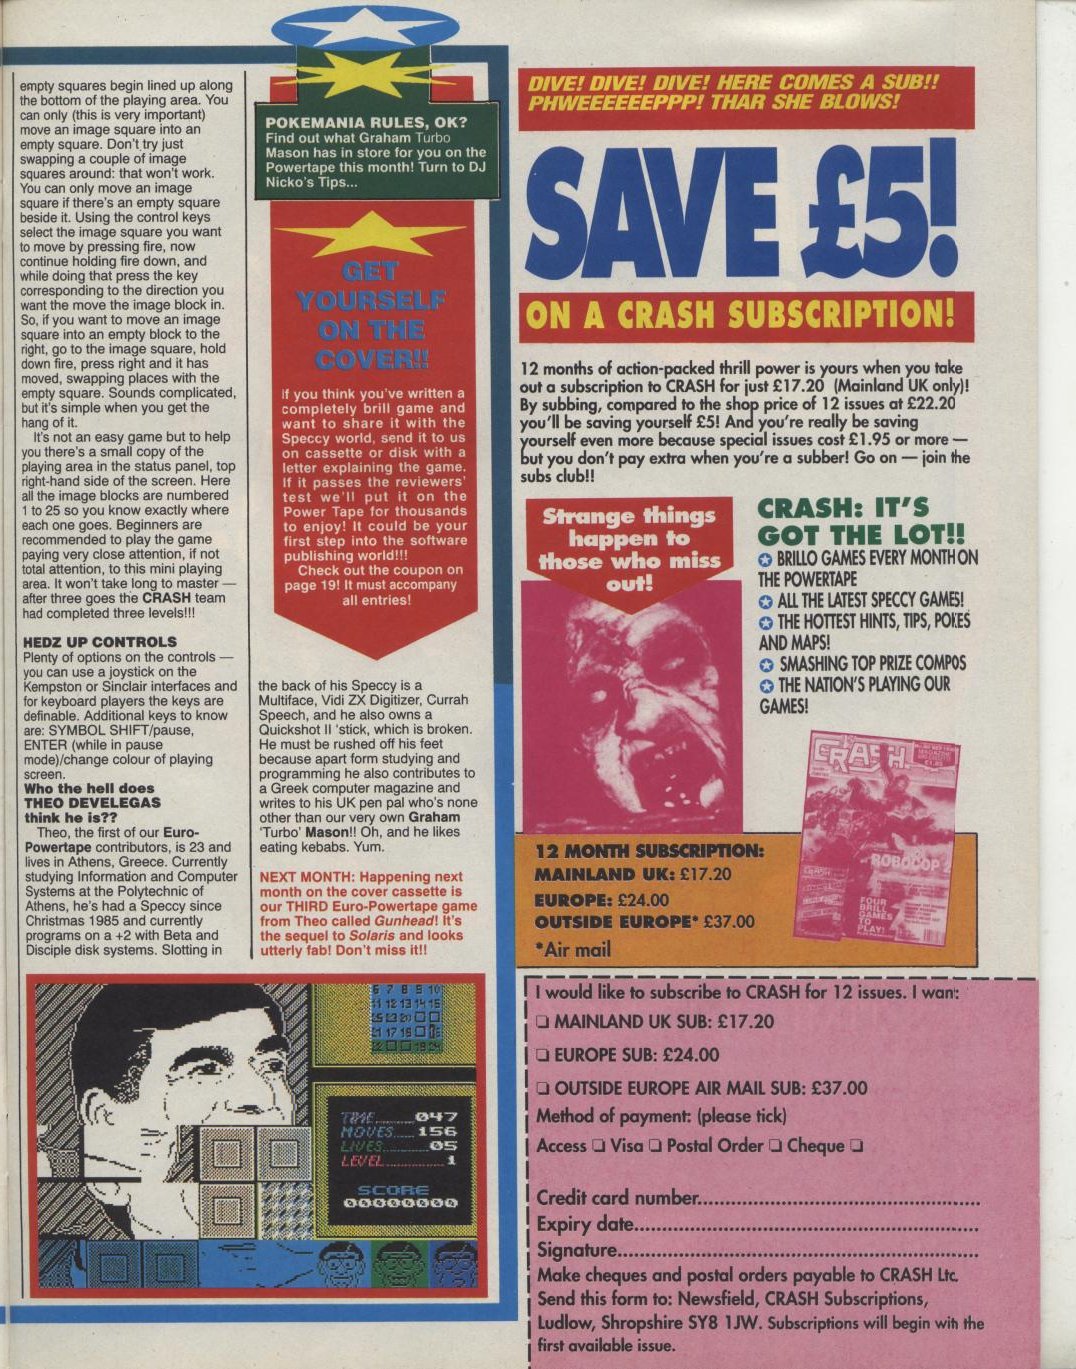 empty squares begin lined up along
the bottom of the playing area. You
can only (this is very important)
move an image square into an
empty square. Don't try just
swapping a couple of image
squares around: that won't work.
You can only move an image
square if there's an empty square
beside it. Using the control keys
select the image square you want
to move by pressing fire, now
continue holding fire down, and
while doing that press the key
corresponding to the direction you
want the move the image block in.
So, if you want to move an image
square into an empty block to the
right, go to the image square, hold
down fire, press right and it has
moved, swapping places with the
empty square. Sounds complicated,
but it's simple when you get the
hang of it.
It's not an easy game but to help
you there's a small copy of the
playing area in the status panel, top
right-hand side of the screen. Here
all the image blocks are numbered
1 to 25 so you know exactly where
each one goes. Beginners are
recommended to play the game
paying very close attention, if not
total attention, to this mini playing
area. It won't take long to master —
after three goes the CRASH team
had completed three levels!!!
HEDZ UP CONTROLS
Plenty of options on the controls —
you can use a joystick on the
Kempston or Sinclair interfaces and
for keyboard players the keys are
definable. Additional keys to know
are: SYMBOL SHIFT/pause,
ENTER (while in pause
mode)/change colour of playing
screen.
Who the hell does
THEO DEVELEGAS
think he is??
Theo, the first of our Euro-
Powertape contributors, is 23 and
lives in Athens, Greece. Currently
studying Information and Computer
Systems at the Polytechnic of
Athens, he's had a Speccy since
Christmas 1985 and currently
programs on a +2 with Beta and
Disciple disk systems. Slotting in
POKEMANIA RULES, OK?
Find out what Graham Turbo
Mason has in store for you on the
Powertape this month! Turn to DJ
Nicko's Tips...
GET
YOURSELF
ON THE
COVER!!
If you think you've written a
completely brill game and
want to share it with the
Speccy world, send it to us
on cassette or disk with a
letter explaining the game.
If it passes the reviewers'
test we'll put it on the
Power Tape for thousands
to enjoy! It could be your
first step into the software
publishing world!!!
Check out the coupon on
page 19! It must accompany
all entries!
the back of his Speccy is a
Multiface, Vidi ZX Digitizer, Currah
Speech, and he also owns a
Quickshot II 'stick, which is broken.
He must be rushed off his feet
because apart form studying and
programming he also contributes to
a Greek computer magazine and
writes to his UK pen pal who's none
other than our very own Graham
'Turbo' Mason!! Oh, and he likes
eating kebabs. Yum.
NEXT MONTH: Happening next
month on the cover cassette is
our THIRD Euro-Powertape game
from Theo called Gunhead! It's
the sequel to Solaris and looks
utterly fab! Don't miss it!!
6 7 8 9 10
11 12 13 14 15
TIME 047
MOVES 156
LIVES 05
LEVEL 1
SCORE
00000000
DIVE! DIVE! DIVE! HERE COMES A SUB!!
PHWEEEEEEPPP! THAR SHE BLOWS!
SAVE £5!
ON A CRASH SUBSCRIPTION!
12 months of action-packed thrill power is yours when you take
out a subscription to CRASH for just £17.20 (Mainland UK only)!
By subbing, compared to the shop price of 12 issues at £22.20
you'll be saving yourself £5! And you're really be saving
yourself even more because special issues cost £1.95 or more —
but you don't pay extra when you're a subber! Go on — join the
subs club!!
Strange things
happen to
those who miss
out!
CRASH: IT'S
GOT THE LOT!!
BRILLO GAMES EVERY MONTH ON
THE POWERTAPE
ALL THE LATEST SPECCY GAMES!
THE HOTTEST HINTS, TIPS, POKES
AND MAPS!
SMASHING TOP PRIZE COMPOS
THE NATION'S PLAYING OUR
GAMES!
CRASH
ROBOCOP
FOUR
BRILL
GAMES
TO
PLAY!
12 MONTH SUBSCRIPTION:
MAINLAND UK: £17.20
EUROPE: £24.00
OUTSIDE EUROPE* £37.00
*Air mail
I would like to subscribe to CRASH for 12 issues. I want:
❏ MAINLAND UK SUB: £17.20
❏ EUROPE SUB: £24.00
❏ OUTSIDE EUROPE AIR MAIL SUB: £37.00
Method of payment: (please tick)
Access ❏ Visa ❏ Postal Order ❏ Cheque ❏
Credit card number....................
Expiry date....................
Signature....................
Make cheques and postal orders payable to CRASH Ltd.
Send this form to: Newsfield, CRASH Subscriptions,
Ludlow, Shropshire SY8 1JW. Subscriptions will begin with the
first available issue.